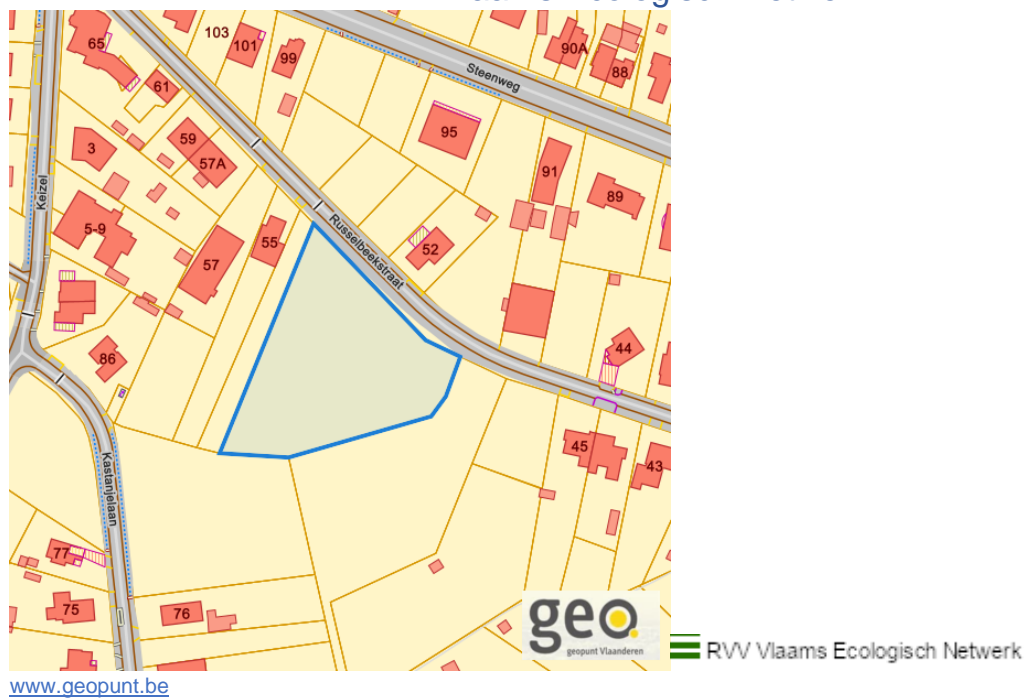 103
65
101
99
90A
88
Steenweg
61
95
59
57A
3
91
89
Keizel
5-9
55
Russelbeekstraat
52
57
86
44
45
43
Kastanjelaan
77
75
76
geo
geopunt Vlaanderen
RVV Vlaams Ecologisch Netwerk
www.geopunt.be